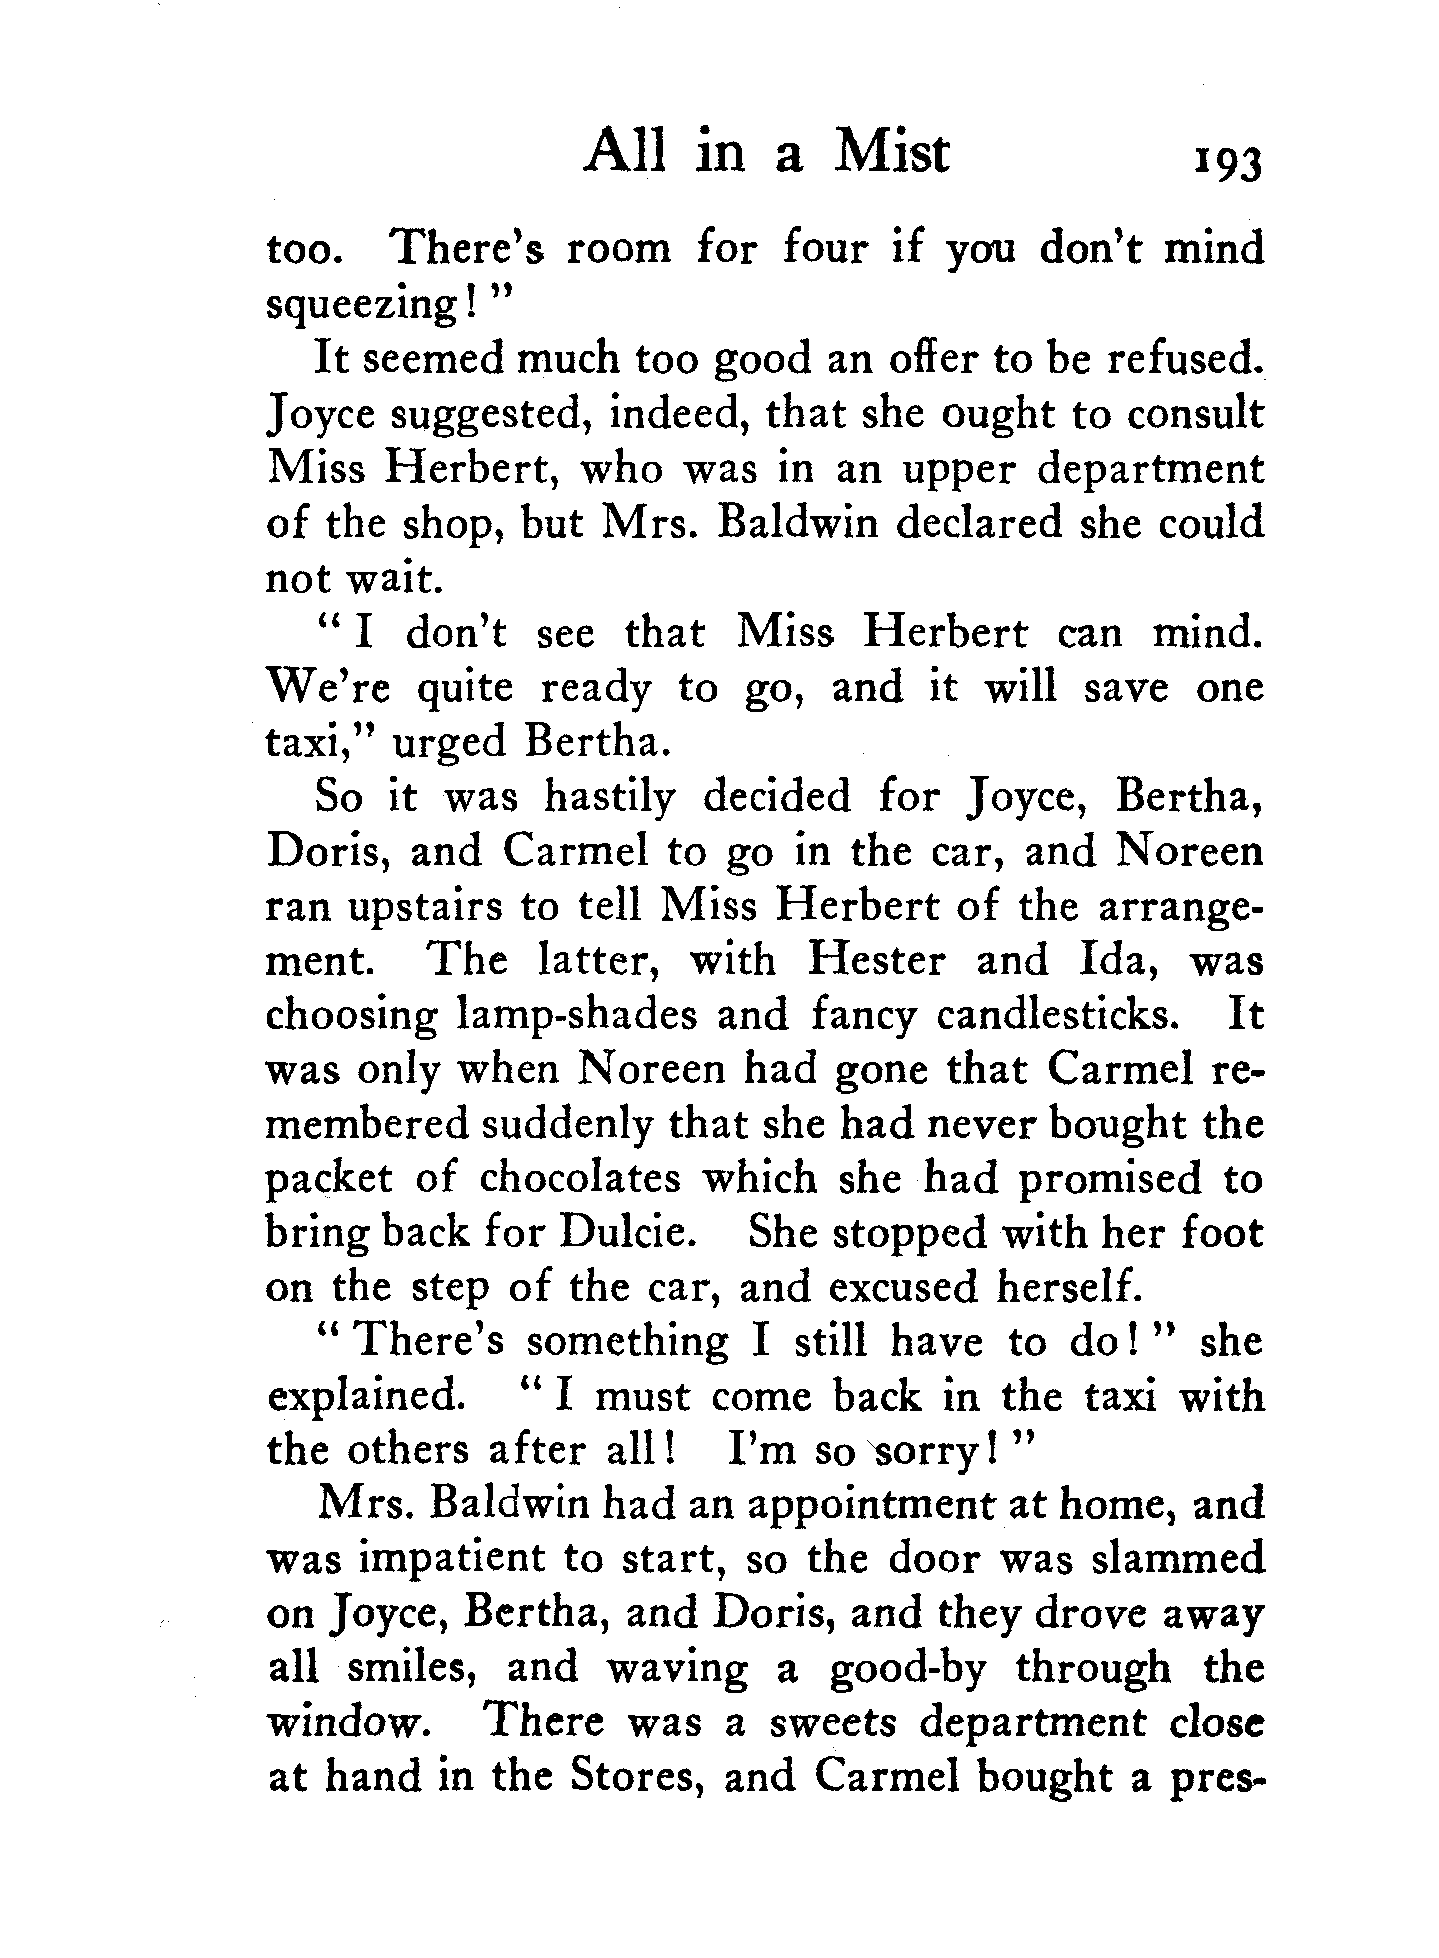 All in a Mist 193
too. There's room for four if you don't mind
squeezing! "
It seemed much too good an offer to be refused.
Joyce suggested, indeed, that she ought to consult
Miss Herbert, who was in an upper department
of the shop, but Mrs. Baldwin declared she could
not wait.
" I don't see that Miss Herbert can mind.
We're quite ready to go, and it will save one
taxi," urged Bertha.
So it was hastily decided for Joyce, Bertha,
Doris, and Carmel to go in the car, and Noreen
ran upstairs to tell Miss Herbert of the arrange-
ment. The latter, with Hester and Ida, was
choosing lamp-shades and fancy candlesticks. It
was only when Noreen had gone that Carmel re-
membered suddenly that she had never bought the
packet of chocolates which she had promised to
bring back for Dulcie. She stopped with her foot
on the step of the car, and excused herself.
" There's something I still have to do! " she
explained. " I must come back in the taxi with
the others after all! I'm so sorry! "
Mrs. Baldwin had an appointment at home, and
was impatient to start, so the door was slammed
on Joyce, Bertha, and Doris, and they drove away
all smiles, and waving a good-by through the
window. There was a sweets department close
at hand in the Stores, and Carmel bought a pres-